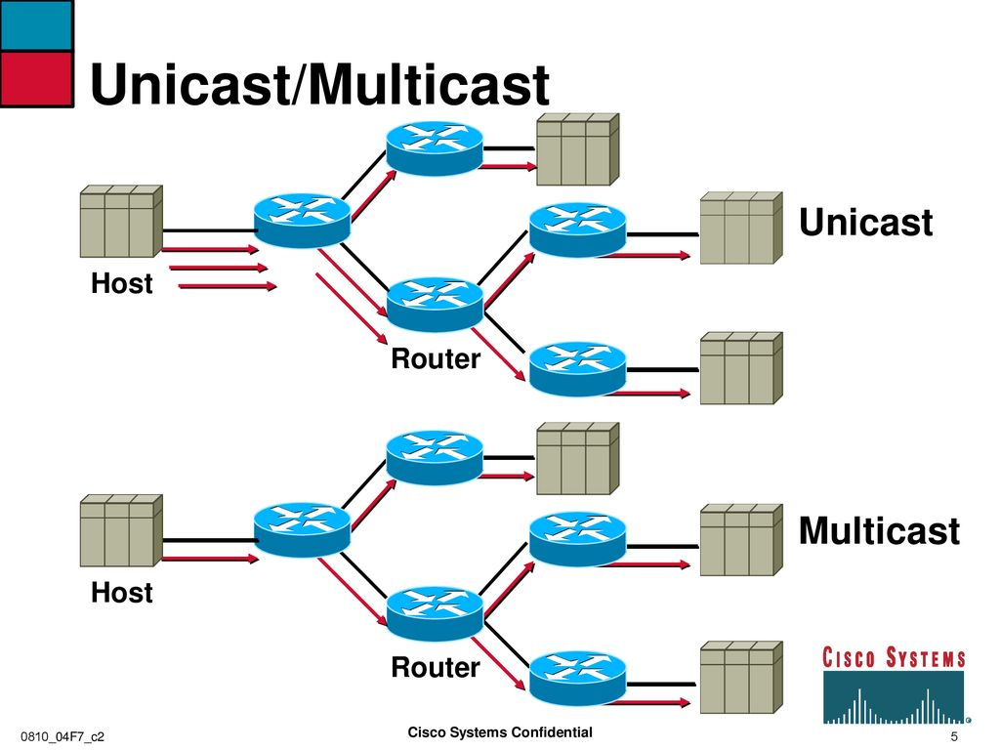 Unicast/Multicast
Unicast
Host
Router
Multicast
Host
Router
CISCO SYSTEMS
0810_04F7_c2
Cisco Systems Confidential
5